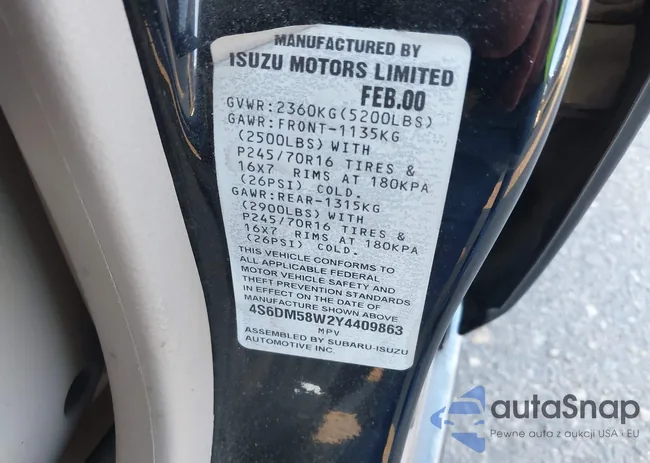 MANUFACTURED BY
ISUZU MOTORS LIMITED
FEB.00
GVWR:2360KG(5200LBS)
GAWR:FRONT-1135KG
(2500LBS)WITH
P245/70R16 TIRES &
16X7 RIMS AT 180KPA
(26PSI) COLD.
GAWR:REAR-1315KG
(2900LBS)WITH
P245/70R16 TIRES &
16X7 RIMS AT 180KPA
(26PSI) COLD.
THIS VEHICLE CONFORMS TO
ALL APPLICABLE FEDERAL
MOTOR VEHICLE SAFETY AND
THEFT PREVENTION STANDARDS
IN EFFECT ON THE DATE OF
MANUFACTURE SHOWN ABOVE
4S6DM58W2Y4409863
MPV
ASSEMBLED BY SUBARU-ISUZU
AUTOMOTIVE INC.
autaSnap
Pewne auta z aukcji USA i EU